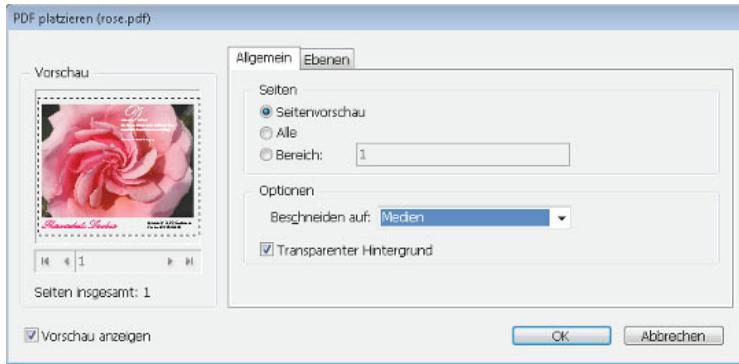 PDF platzieren (rose.pdf)
Vorschau
1
Seiten insgesamt: 1
Vorschau anzeigen
Allgemein
Ebenen
Seiten
Seitenvorschau
Alle
Bereich:
1
Optionen
Beschneiden auf:
Medien
Transparenter Hintergrund
OK
Abbrechen